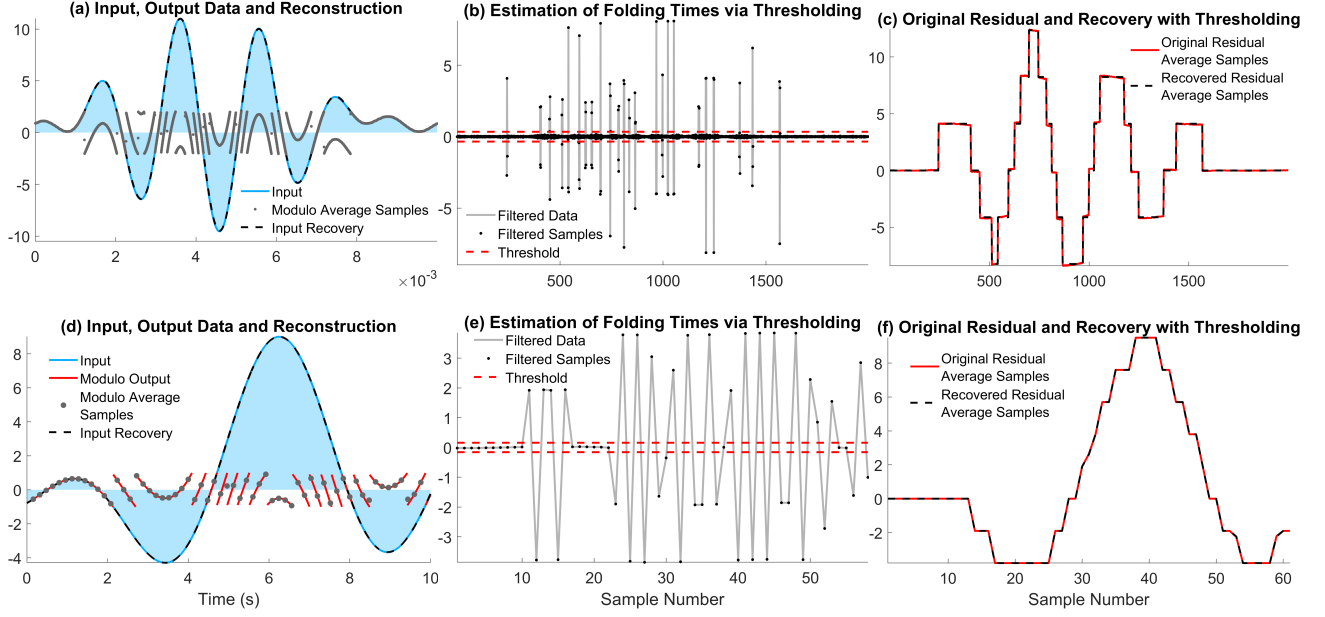 (a) Input, Output Data and Reconstruction
10
5
0
-5
-10
0
2
4
6
8
×10⁻³
Input
Modulo Average Samples
Input Recovery
(b) Estimation of Folding Times via Thresholding
5
0
-5
500
1000
1500
Filtered Data
Filtered Samples
Threshold
(c) Original Residual and Recovery with Thresholding
10
5
0
-5
500
1000
1500
Original Residual
Average Samples
Recovered Residual
Average Samples
(d) Input, Output Data and Reconstruction
8
6
4
2
0
-2
-4
0
2
4
6
8
10
Time (s)
Input
Modulo Output
Modulo Average
Samples
Input Recovery
(e) Estimation of Folding Times via Thresholding
3
2
1
0
-1
-2
-3
10
20
30
40
50
Sample Number
Filtered Data
Filtered Samples
Threshold
(f) Original Residual and Recovery with Thresholding
8
6
4
2
0
-2
10
20
30
40
50
60
Sample Number
Original Residual
Average Samples
Recovered Residual
Average Samples